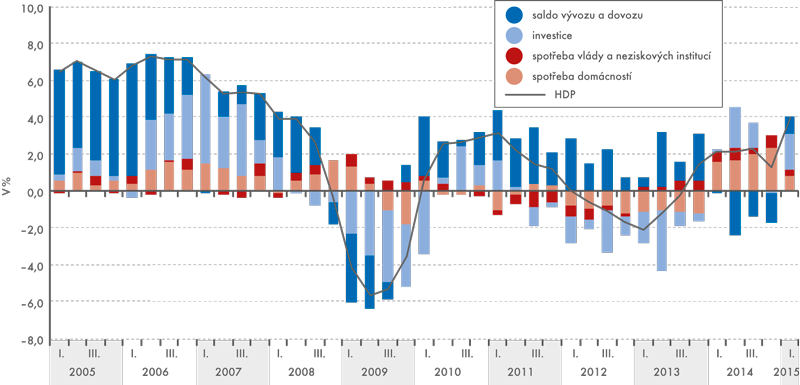 10,0
8,0
6,0
4,0
2,0
0,0
−2,0
−4,0
−6,0
−8,0
V %
saldo vývozu a dovozu
investice
spotřeba vlády a neziskových institucí
spotřeba domácností
HDP
I. III. I. III. I. III. I. III. I. III. I. III. I. III. I. III. I. III. I. III. I.
2005 2006 2007 2008 2009 2010 2011 2012 2013 2014 2015